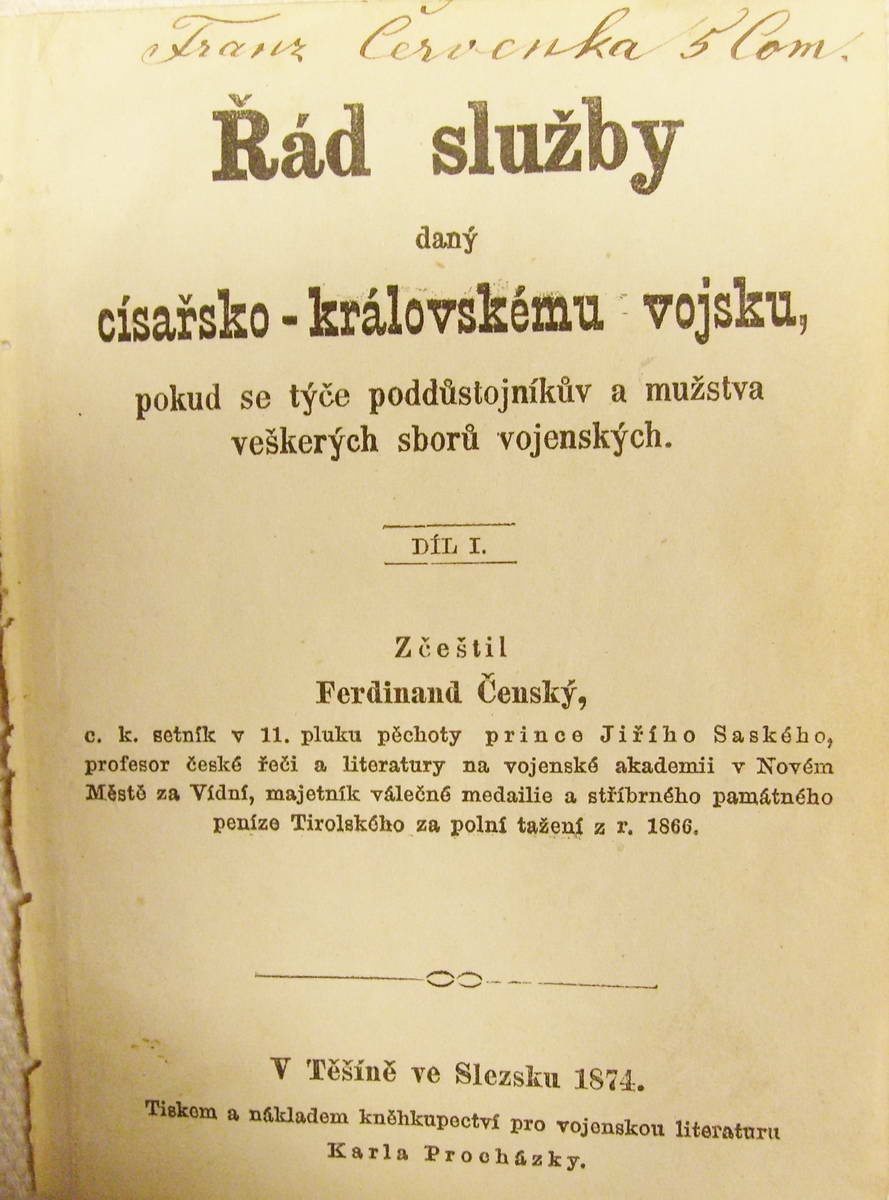 Franz Červenka 5 Com.
Řád služby
daný
císařsko-královskému vojsku,
pokud se týče poddůstojníkův a mužstva
veškerých sborů vojenských.
DÍL I.
Zčeštil
Ferdinand Čenský,
c. k. setník v 11. pluku pěchoty prince Jiřího Saského,
profesor české řeči a literatury na vojenské akademii v Novém
Městě za Vídní, majetník válečné medailie a stříbrného památného
peníze Tirolského za polní tažení z r. 1866.
V Těšíně ve Slezsku 1874.
Tiskem a nákladem kněhkupectví pro vojenskou literaturu
Karla Procházky.